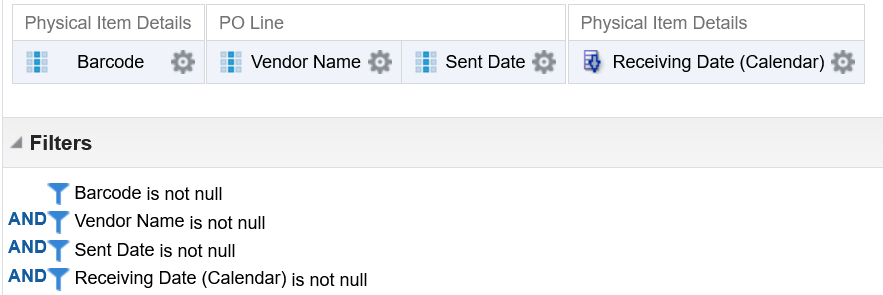 Physical Item Details PO Line Physical Item Details
Barcode Vendor Name Sent Date Receiving Date (Calendar)
Filters
Barcode is not null
AND Vendor Name is not null
AND Sent Date is not null
AND Receiving Date (Calendar) is not null